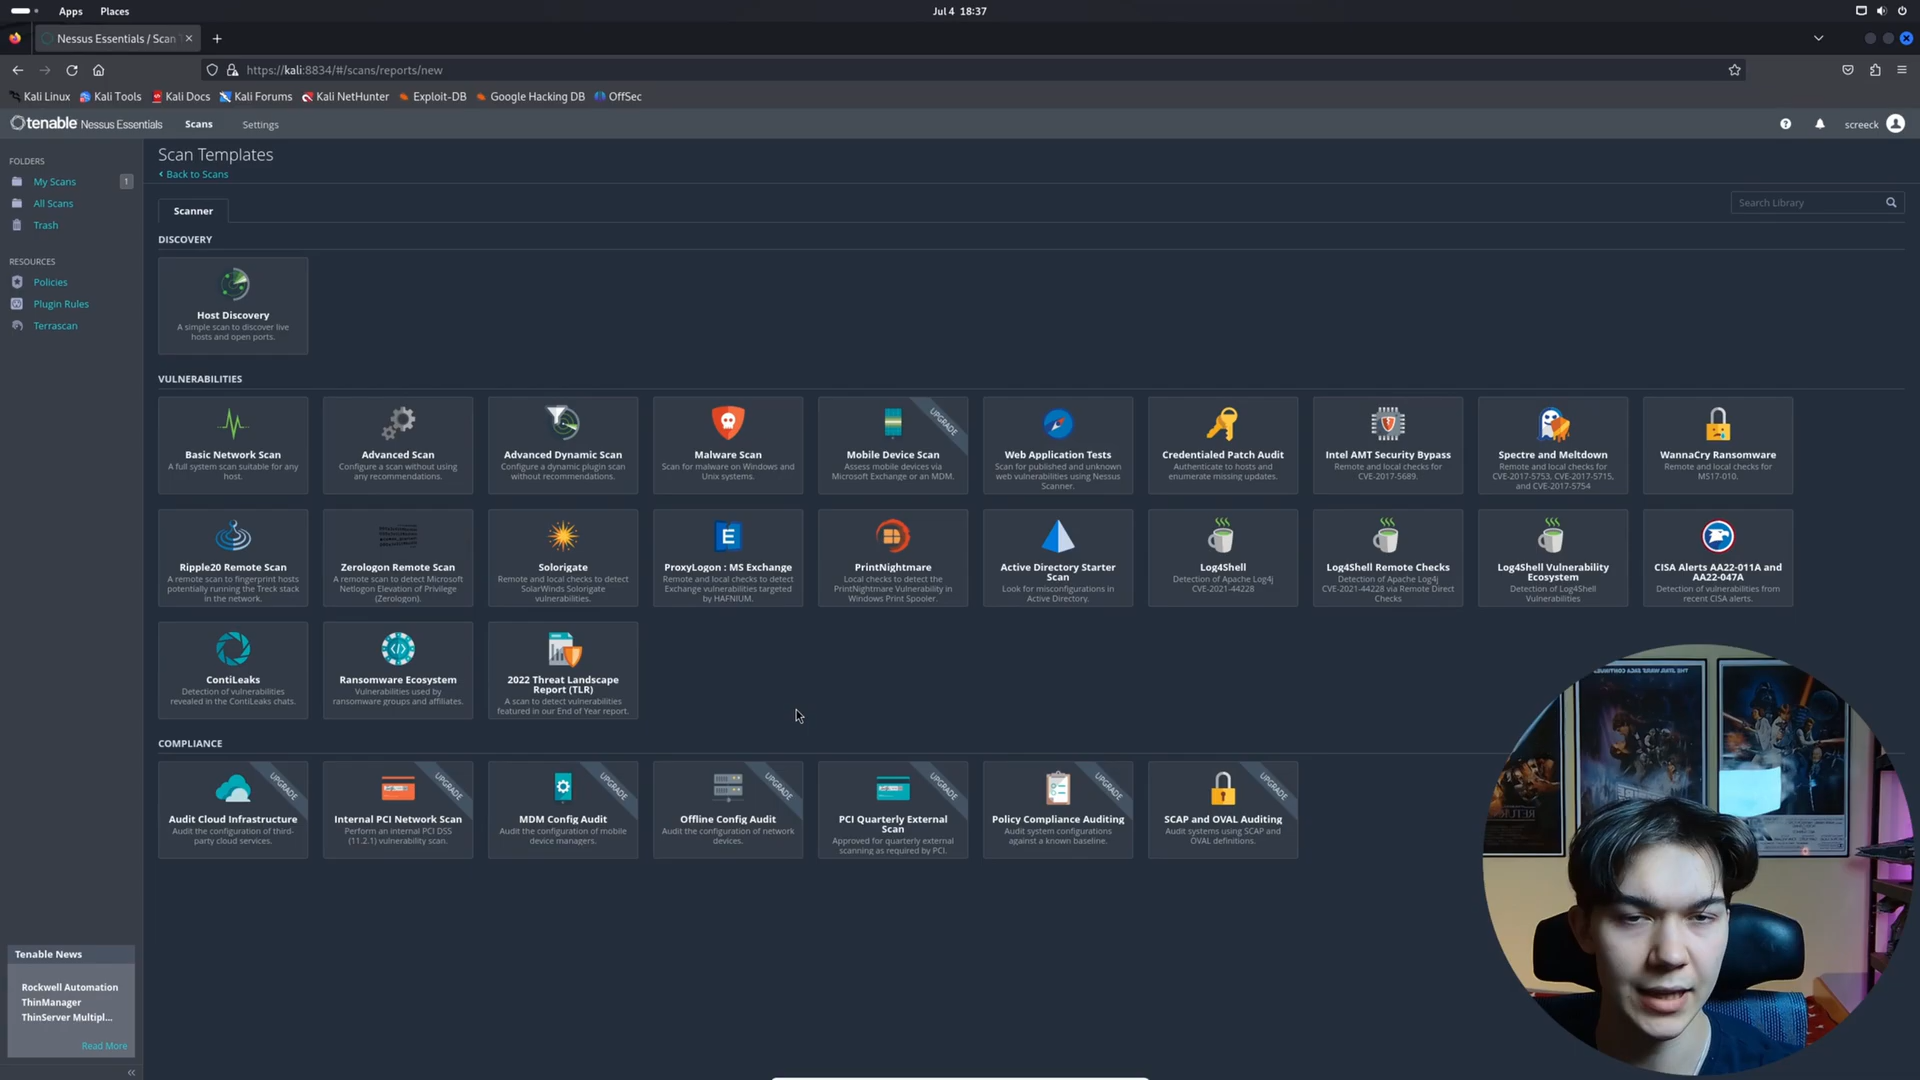 Apps Places Jul 4 18:37
Nessus Essentials / Scan T
https://kali:8834/#/scans/reports/new
Kali Linux Kali Tools Kali Docs Kali Forums Kali NetHunter Exploit-DB Google Hacking DB OffSec
tenable Nessus Essentials Scans Settings screeck
FOLDERS
My Scans 1
All Scans
Trash
RESOURCES
Policies
Plugin Rules
Terrascan
Scan Templates
Back to Scans
Scanner
Search Library
DISCOVERY
Host Discovery
A simple scan to discover live
hosts and open ports.
VULNERABILITIES
Basic Network Scan
A full system scan suitable for any
host.
Advanced Scan
Configure a scan without using
any recommendations.
Advanced Dynamic Scan
Configure a dynamic plugin scan
without recommendations.
Malware Scan
Scan for malware on Windows and
Unix systems.
UPGRADE
Mobile Device Scan
Assess mobile devices via
Microsoft Exchange or an MDM.
Web Application Tests
Scan for published and unknown
web vulnerabilities using Nessus
Scanner.
Credentialed Patch Audit
Authenticate to hosts and
enumerate missing updates.
Intel AMT Security Bypass
Remote and local checks for
CVE-2017-5689.
Spectre and Meltdown
Remote and local checks for
CVE-2017-5753, CVE-2017-5715,
and CVE-2017-5754
WannaCry Ransomware
Remote and local checks for
MS17-010.
Ripple20 Remote Scan
A remote scan to fingerprint hosts
potentially running the Treck stack
in the network.
Zerologon Remote Scan
A remote scan to detect Microsoft
Netlogon Elevation of Privilege
(Zerologon).
Solorigate
Remote and local checks to detect
SolarWinds Solorigate
vulnerabilities.
ProxyLogon : MS Exchange
Remote and local checks to detect
Exchange vulnerabilities targeted
by HAFNIUM.
PrintNightmare
Local checks to detect the
PrintNightmare Vulnerability in
Windows Print Spooler.
Active Directory Starter
Scan
Look for misconfigurations in
Active Directory.
Log4Shell
Detection of Apache Log4j
CVE-2021-44228
Log4Shell Remote Checks
Detection of Apache Log4j
CVE-2021-44228 via Remote Direct
Checks
Log4Shell Vulnerability
Ecosystem
Detection of Log4Shell
Vulnerabilities
CISA Alerts AA22-011A and
AA22-047A
Detection of vulnerabilities from
recent CISA alerts.
ContiLeaks
Detection of vulnerabilities
revealed in the ContiLeaks chats.
Ransomware Ecosystem
Vulnerabilities used by
ransomware groups and affiliates.
2022 Threat Landscape
Report (TLR)
A scan to detect vulnerabilities
featured in our End of Year report.
COMPLIANCE
UPGRADE
Audit Cloud Infrastructure
Audit the configuration of third-
party cloud services.
UPGRADE
Internal PCI Network Scan
Perform an internal PCI DSS
(11.2.1) vulnerability scan.
UPGRADE
MDM Config Audit
Audit the configuration of mobile
device managers.
UPGRADE
Offline Config Audit
Audit the configuration of network
devices.
UPGRADE
PCI Quarterly External
Scan
Approved for quarterly external
scanning as required by PCI.
UPGRADE
Policy Compliance Auditing
Audit system configurations
against a known baseline.
UPGRADE
SCAP and OVAL Auditing
Audit systems using SCAP and
OVAL definitions.
Tenable News
Rockwell Automation
ThinManager
ThinServer Multipl...
Read More